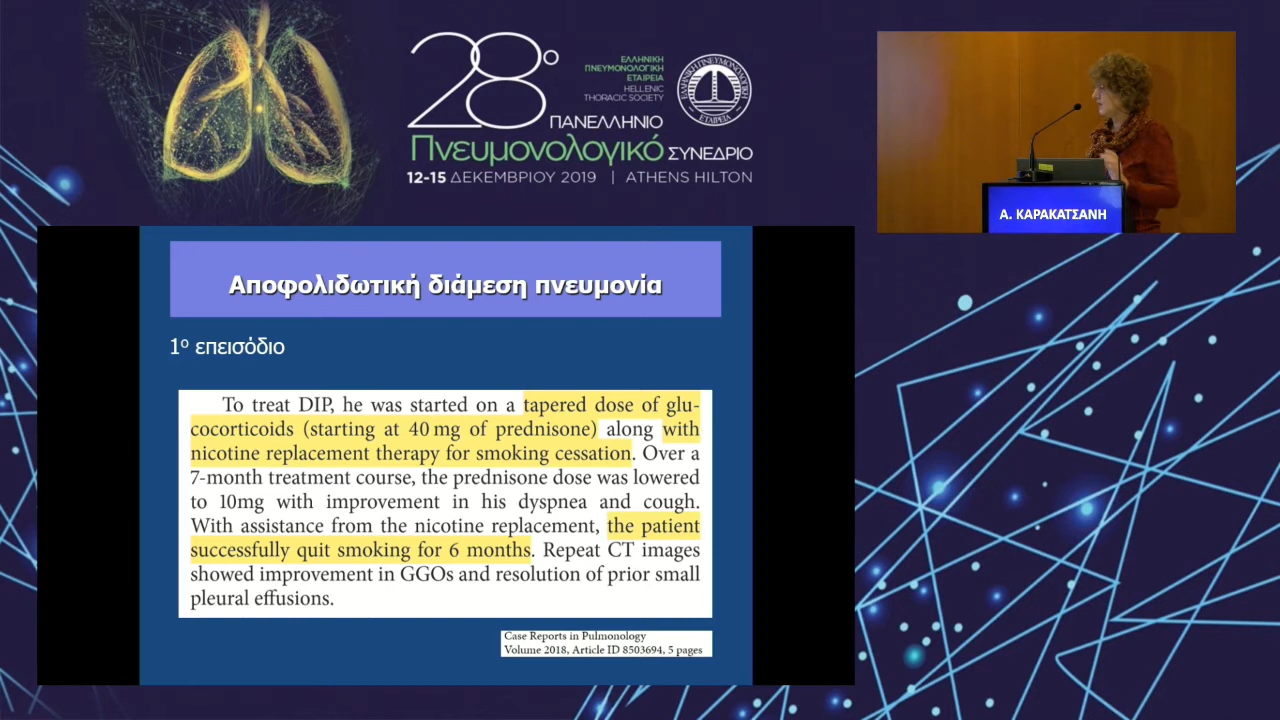 28ο
ΕΛΛΗΝΙΚΗ
ΠΝΕΥΜΟΝΟΛΟΓΙΚΗ
ΕΤΑΙΡΕΙΑ
HELLENIC
THORACIC SOCIETY
ΕΛΛΗΝΙΚΗ ΠΝΕΥΜΟΝΟΛΟΓΙΚΗ
ΕΤΑΙΡΕΙΑ
ΠΑΝΕΛΛΗΝΙΟ
Πνευμονολογικό ΣΥΝΕΔΡΙΟ
12-15 ΔΕΚΕΜΒΡΙΟΥ 2019 | ATHENS HILTON
Α. ΚΑΡΑΚΑΤΣΑΝΗ
Αποφολιδωτική διάμεση πνευμονία
1ο επεισόδιο
To treat DIP, he was started on a tapered dose of glu-
cocorticoids (starting at 40 mg of prednisone) along with
nicotine replacement therapy for smoking cessation. Over a
7-month treatment course, the prednisone dose was lowered
to 10mg with improvement in his dyspnea and cough.
With assistance from the nicotine replacement, the patient
successfully quit smoking for 6 months. Repeat CT images
showed improvement in GGOs and resolution of prior small
pleural effusions.
Case Reports in Pulmonology
Volume 2018, Article ID 8503694, 5 pages